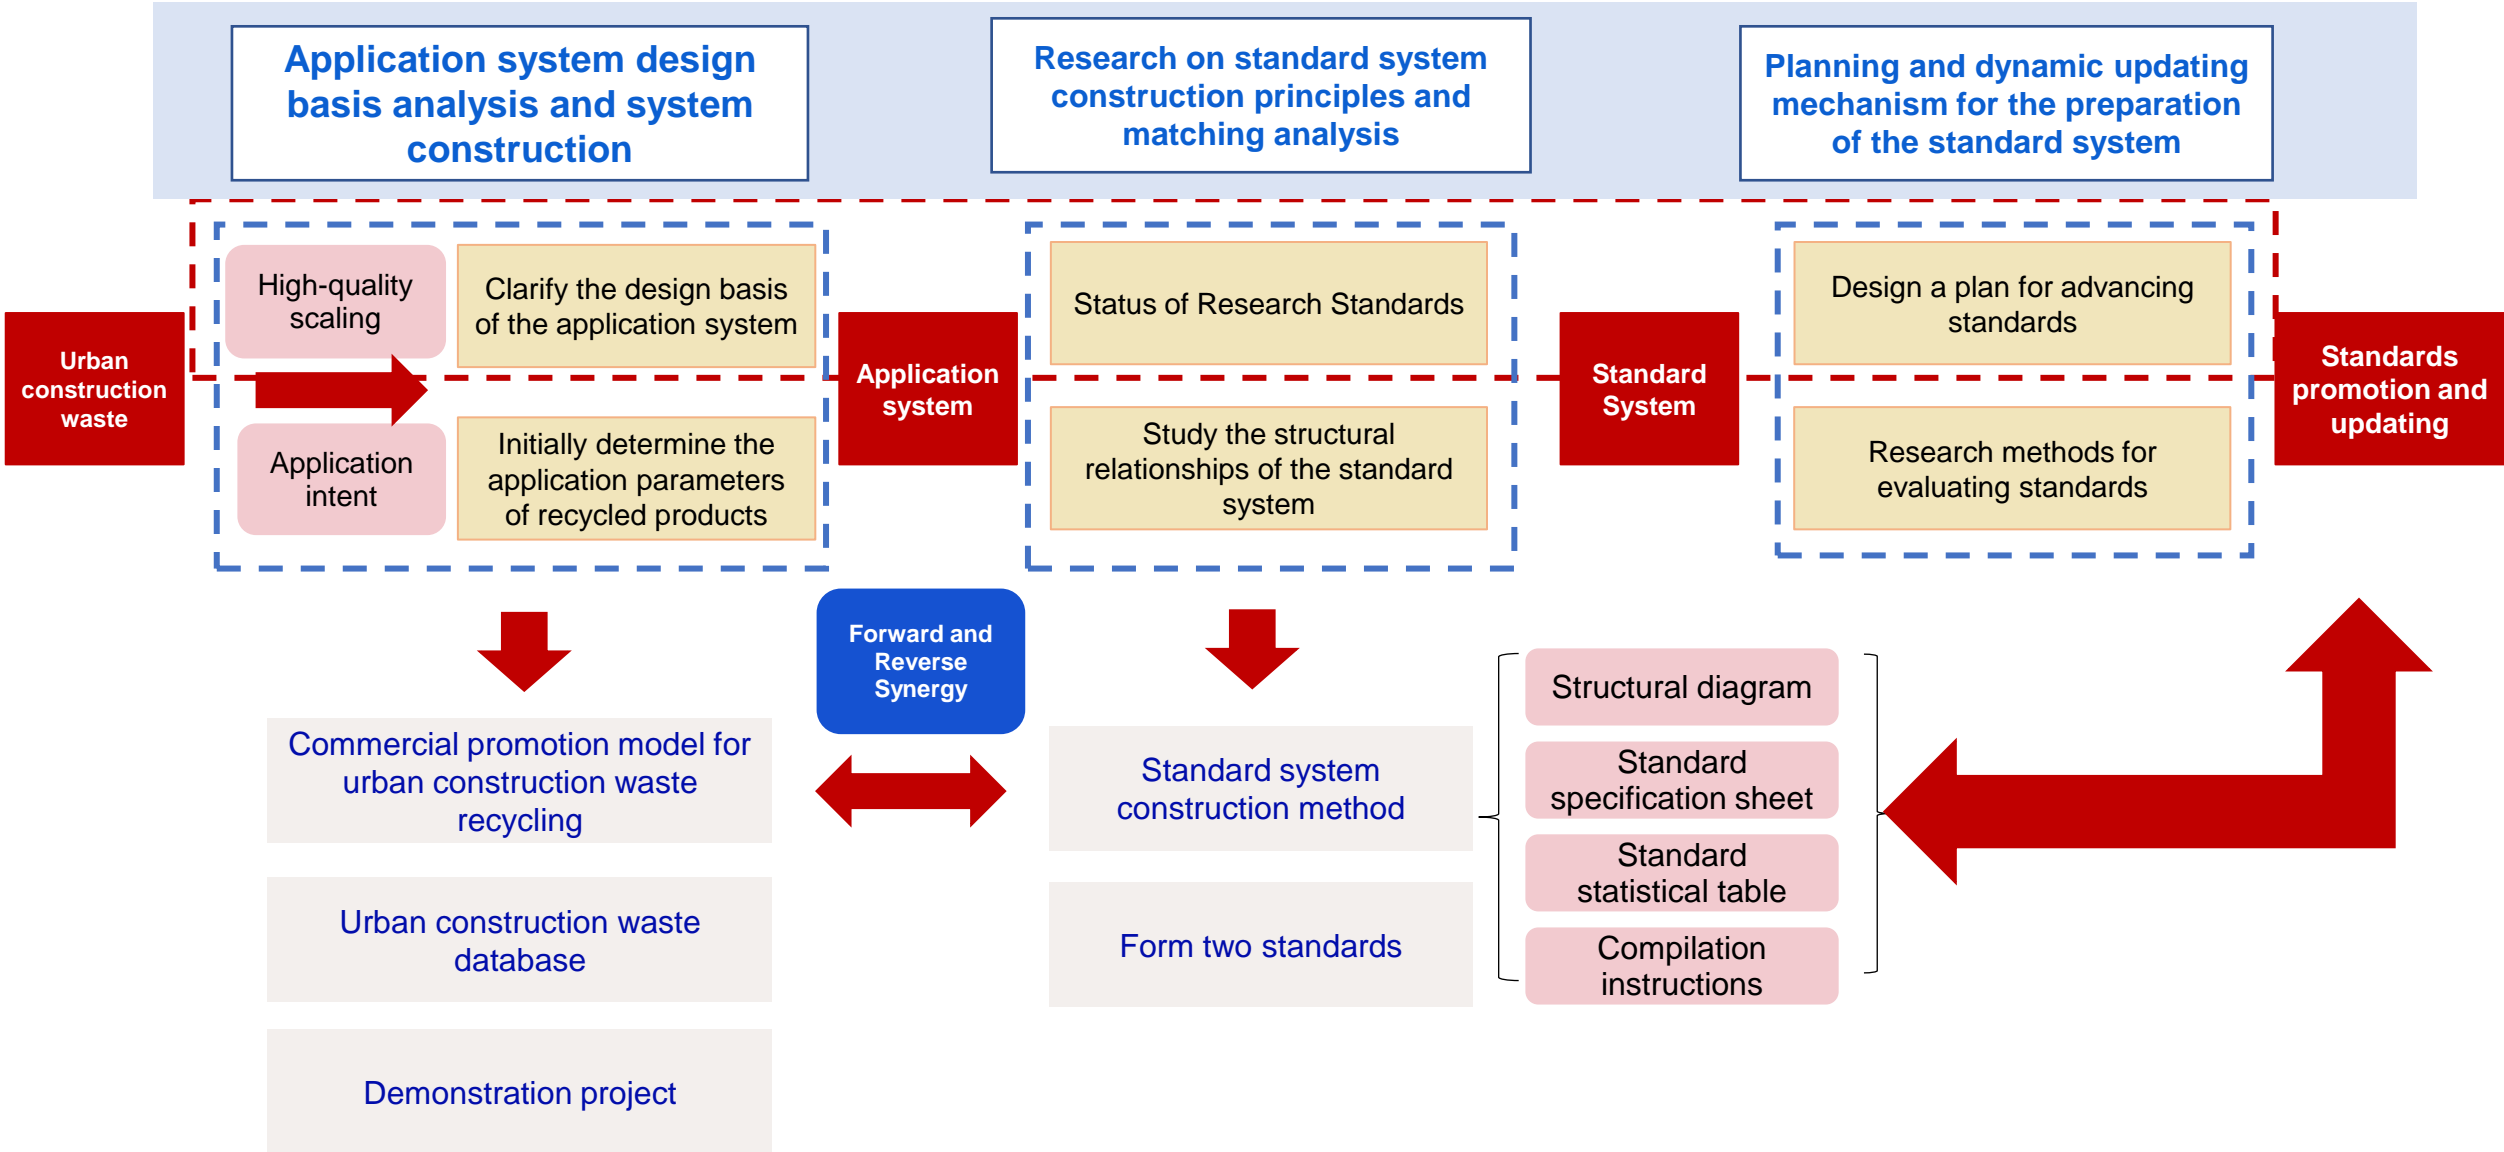 Application system design
basis analysis and system
construction
Research on standard system
construction principles and
matching analysis
Planning and dynamic updating
mechanism for the preparation
of the standard system
Urban
construction
waste
High-quality
scaling
Application
intent
Clarify the design basis
of the application system
Initially determine the
application parameters
of recycled products
Application
system
Status of Research Standards
Study the structural
relationships of the standard
system
Standard
System
Design a plan for advancing
standards
Research methods for
evaluating standards
Standards
promotion and
updating
Forward and
Reverse
Synergy
Commercial promotion model for
urban construction waste
recycling
Urban construction waste
database
Demonstration project
Standard system
construction method
Form two standards
Structural diagram
Standard
specification sheet
Standard
statistical table
Compilation
instructions